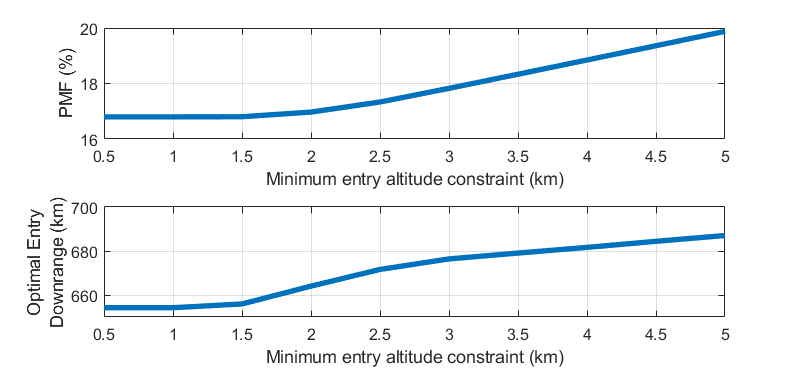 PMF (%)
20
18
16
0.5 1 1.5 2 2.5 3 3.5 4 4.5 5
Minimum entry altitude constraint (km)
Optimal Entry
Downrange (km)
700
680
660
0.5 1 1.5 2 2.5 3 3.5 4 4.5 5
Minimum entry altitude constraint (km)